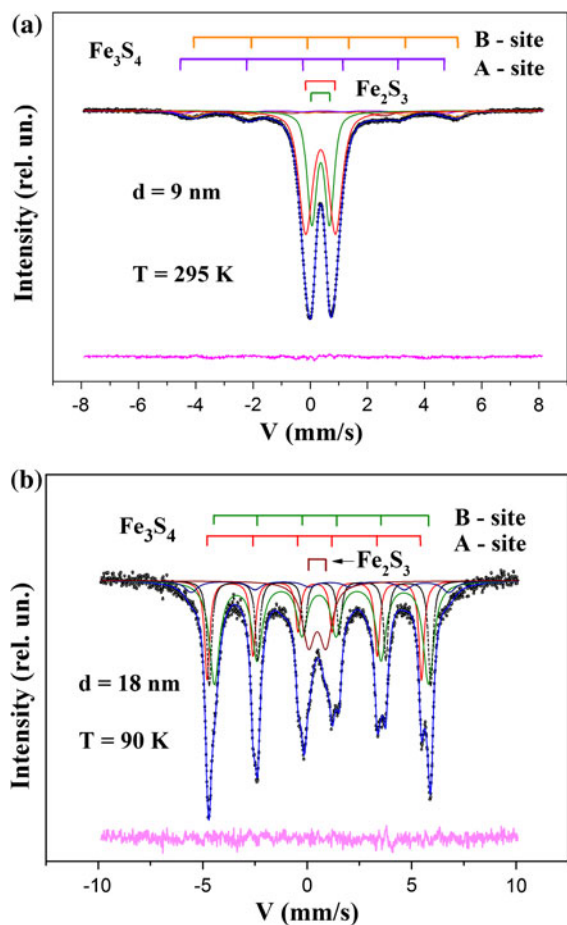 (a)
Fe₃S₄
B - site
A - site
Fe₂S₃
d = 9 nm
T = 295 K
Intensity (rel. un.)
-8 -6 -4 -2 0 2 4 6 8
V (mm/s)
(b)
Fe₃S₄
B - site
A - site
Fe₂S₃
d = 18 nm
T = 90 K
Intensity (rel. un.)
-10 -5 0 5 10
V (mm/s)